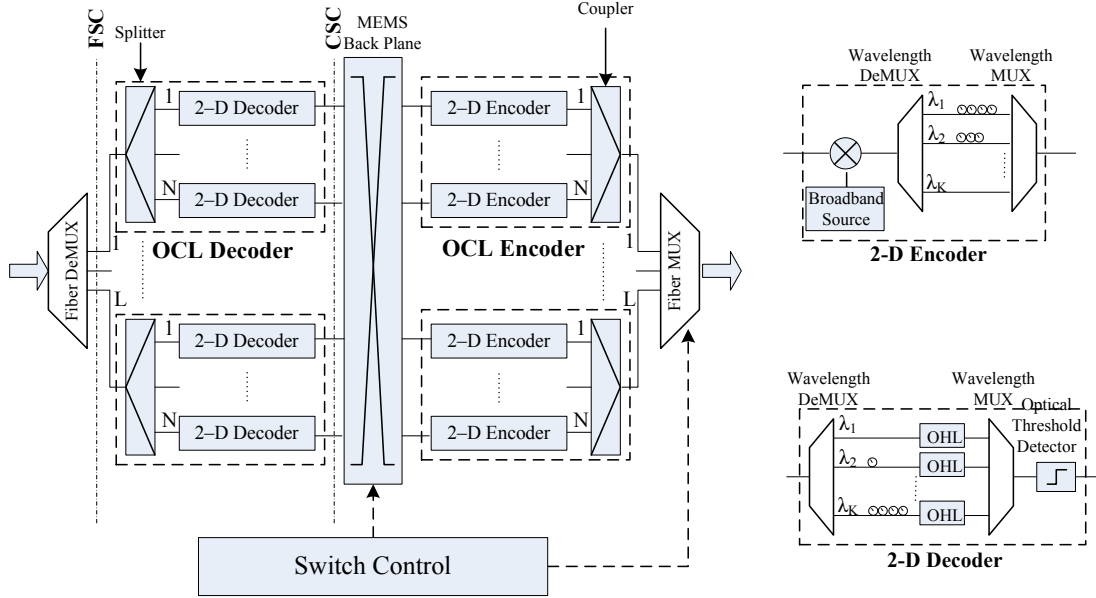 FSC
Splitter
CSC
MEMS
Back Plane
Coupler
1
2–D Decoder
N
2–D Decoder
OCL Decoder
2–D Encoder
1
2–D Encoder
N
OCL Encoder
Fiber DeMUX
1
L
1
L
Fiber MUX
1
2–D Decoder
N
2–D Decoder
2–D Encoder
1
2–D Encoder
N
Switch Control
Wavelength
DeMUX
Wavelength
MUX
λ1
λ2
λK
Broadband
Source
2-D Encoder
Wavelength
DeMUX
Wavelength
MUX
Optical
Threshold
Detector
λ1
OHL
λ2
OHL
λK
OHL
2-D Decoder